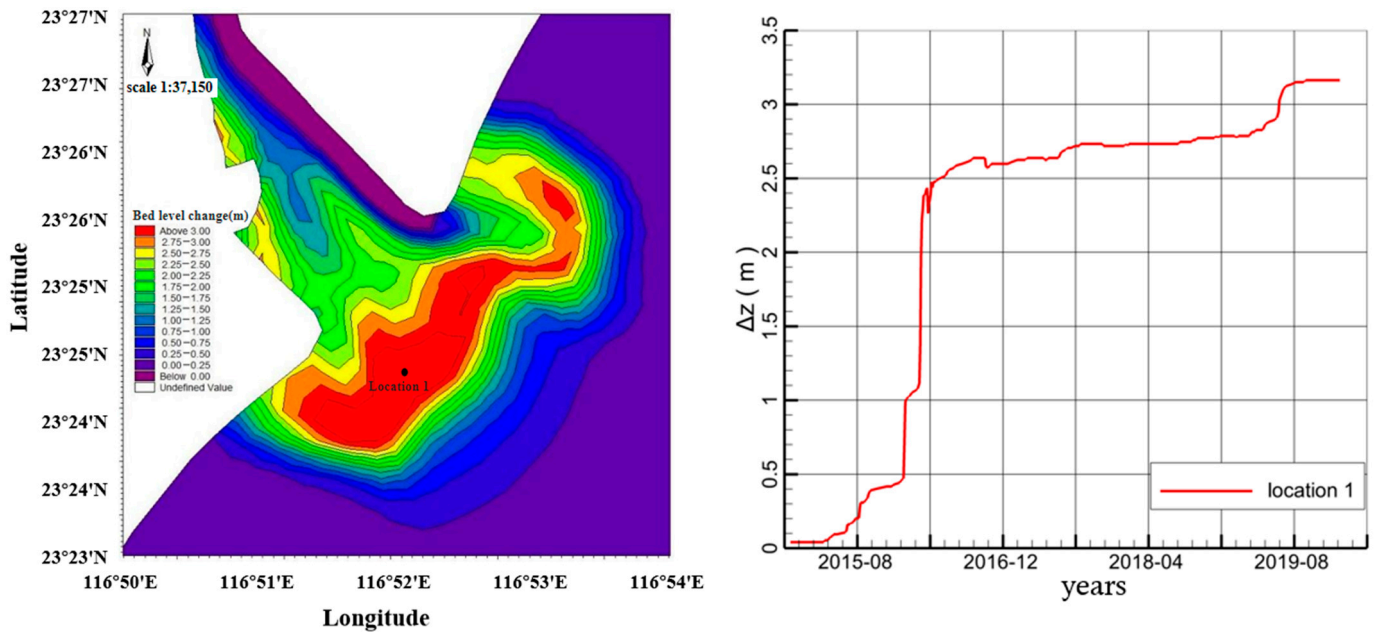 23°27'N
23°27'N
23°26'N
23°26'N
23°25'N
23°25'N
23°24'N
23°24'N
23°23'N
Latitude
N
scale 1:37,150
Bed level change(m)
Above 3.00
2.75-3.00
2.50-2.75
2.25-2.50
2.00-2.25
1.75-2.00
1.50-1.75
1.25-1.50
1.00-1.25
0.75-1.00
0.50-0.75
0.25-0.50
0.00-0.25
Below 0.00
Undefined Value
Location 1
116°50'E 116°51'E 116°52'E 116°53'E 116°54'E
Longitude
3.5
3
2.5
2
1.5
1
0.5
0
Δz ( m )
location 1
2015-08 2016-12 2018-04 2019-08
years